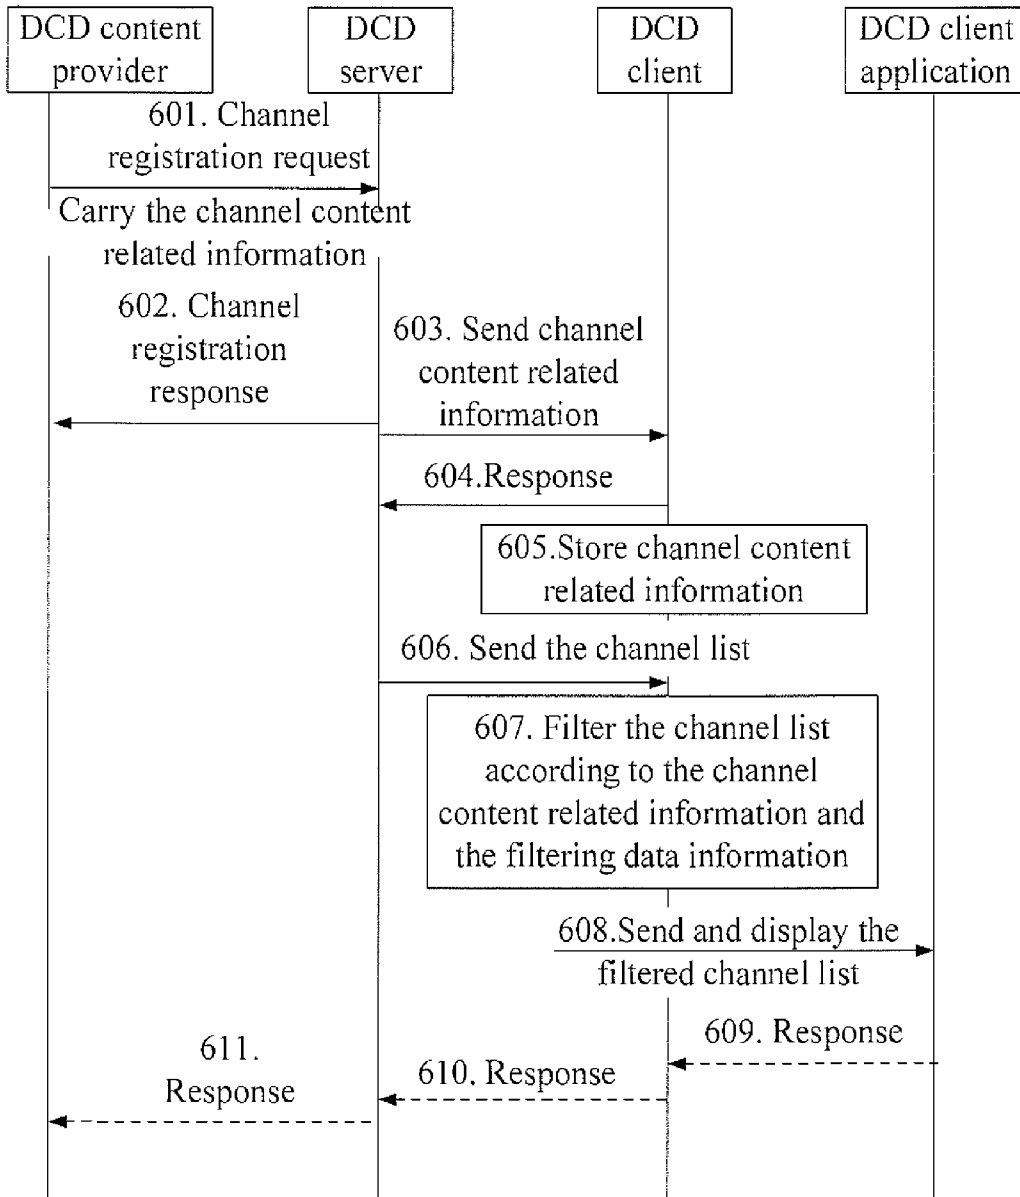 DCD content
provider
DCD
server
DCD
client
DCD client
application
601. Channel
registration request
Carry the channel content
related information
602. Channel
registration
response
603. Send channel
content related
information
604.Response
605.Store channel content
related information
606. Send the channel list
607. Filter the channel list
according to the channel
content related information and
the filtering data information
608.Send and display the
filtered channel list
609. Response
610. Response
611.
Response